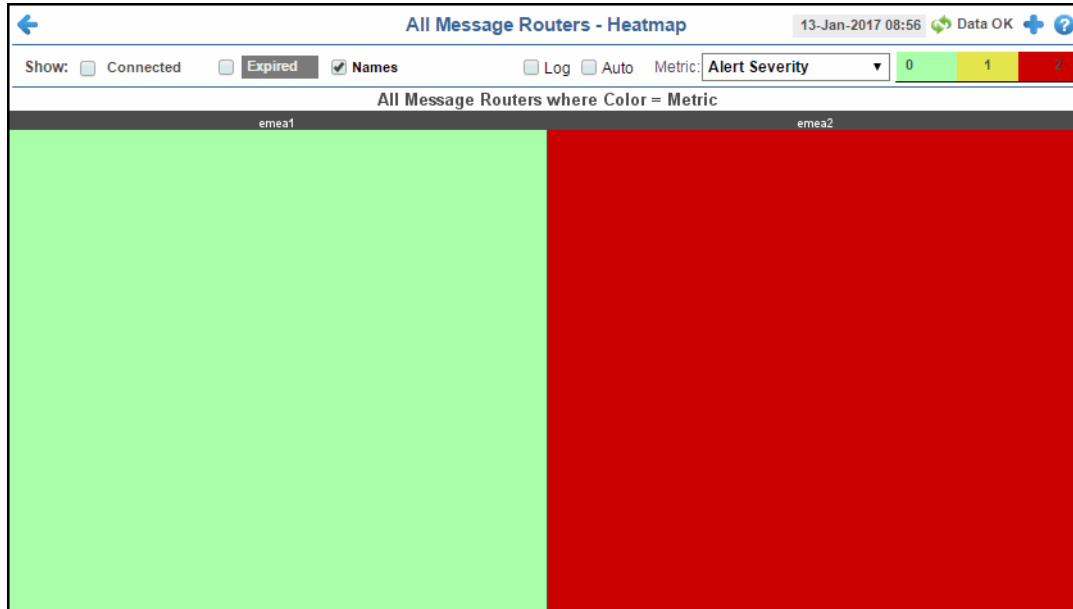 All Message Routers - Heatmap 13-Jan-2017 08:56 Data OK
Show: Connected Expired Names Log Auto Metric: Alert Severity 0 1 2
All Message Routers where Color = Metric
emea1 emea2